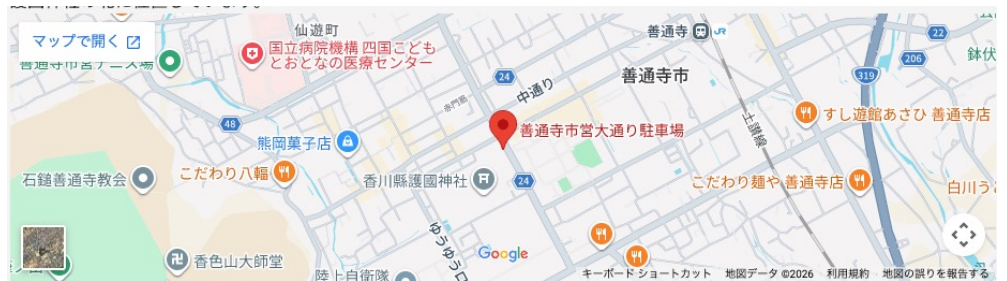 マップで開く
仙遊町
国立病院機構 四国こども
とおとなの医療センター
善通寺
JR
22
206
鉢伏
善通寺市営テニス場
24
中通り
善通寺市
319
赤門筋
48
善通寺市営大通り駐車場
土讃線
すし遊館あさひ 善通寺店
熊岡菓子店
こだわり八幡
石鎚善通寺教会
香川縣護國神社
24
こだわり麺や 善通寺店
白川う
ゆうゆうロ
香色山大師堂
陸上自衛隊
Google
キーボード ショートカット
地図データ ©2026
利用規約
地図の誤りを報告する